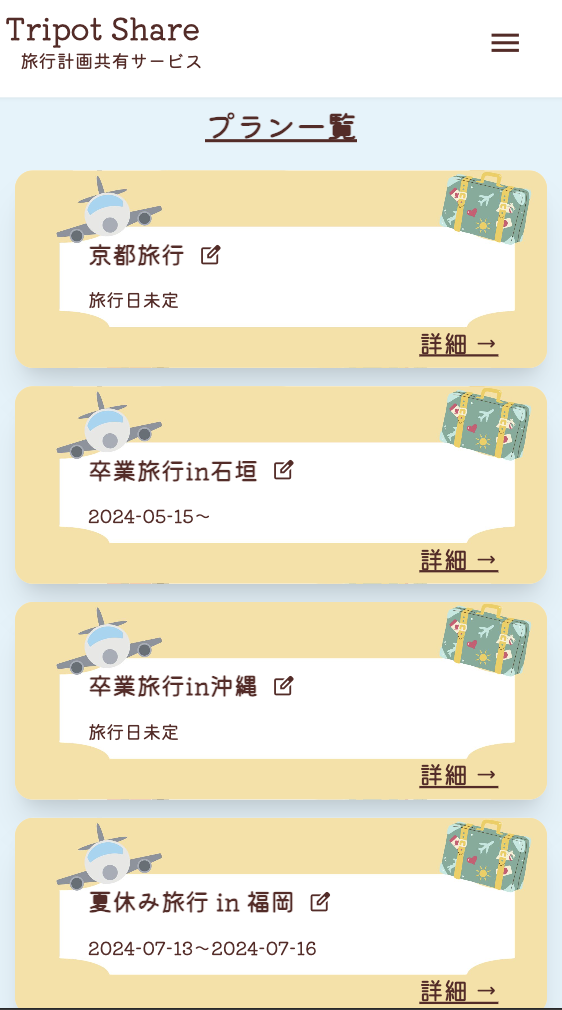 Tripot Share
旅行計画共有サービス
プラン一覧
京都旅行
旅行日未定
詳細 →
卒業旅行in石垣
2024-05-15～
詳細 →
卒業旅行in沖縄
旅行日未定
詳細 →
夏休み旅行 in 福岡
2024-07-13～2024-07-16
詳細 →